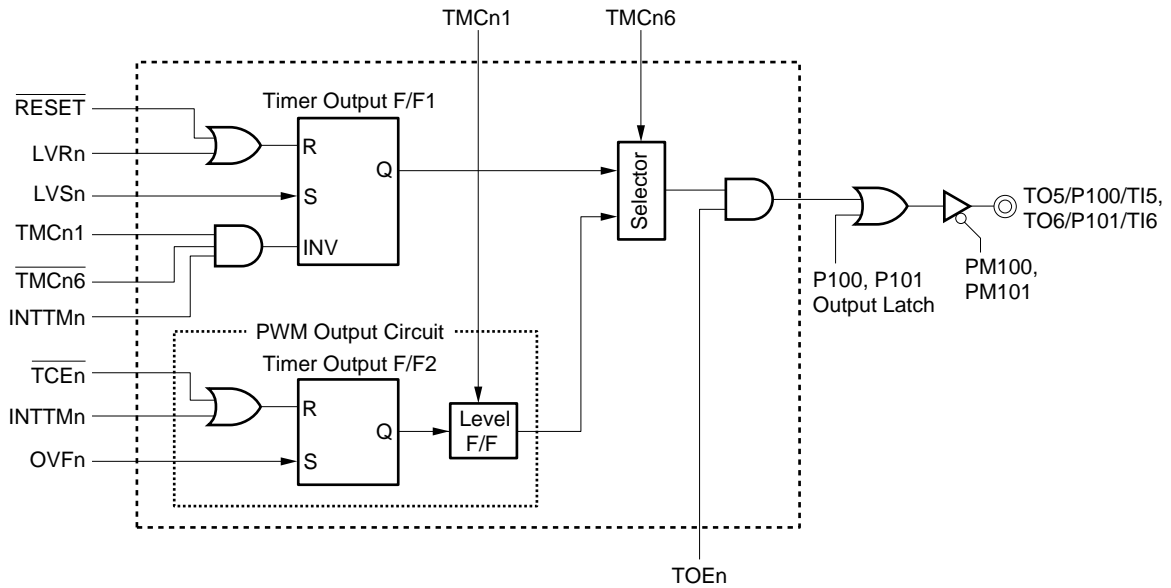 TMCn1
TMCn6
RESET
LVRn
LVSn
TMCn1
TMCn6
INTTMn
Timer Output F/F1
R
S
INV
Q
Selector
TO5/P100/TI5,
TO6/P101/TI6
P100, P101
Output Latch
PM100,
PM101
PWM Output Circuit
Timer Output F/F2
TCEn
INTTMn
OVFn
R
S
Q
Level
F/F
TOEn